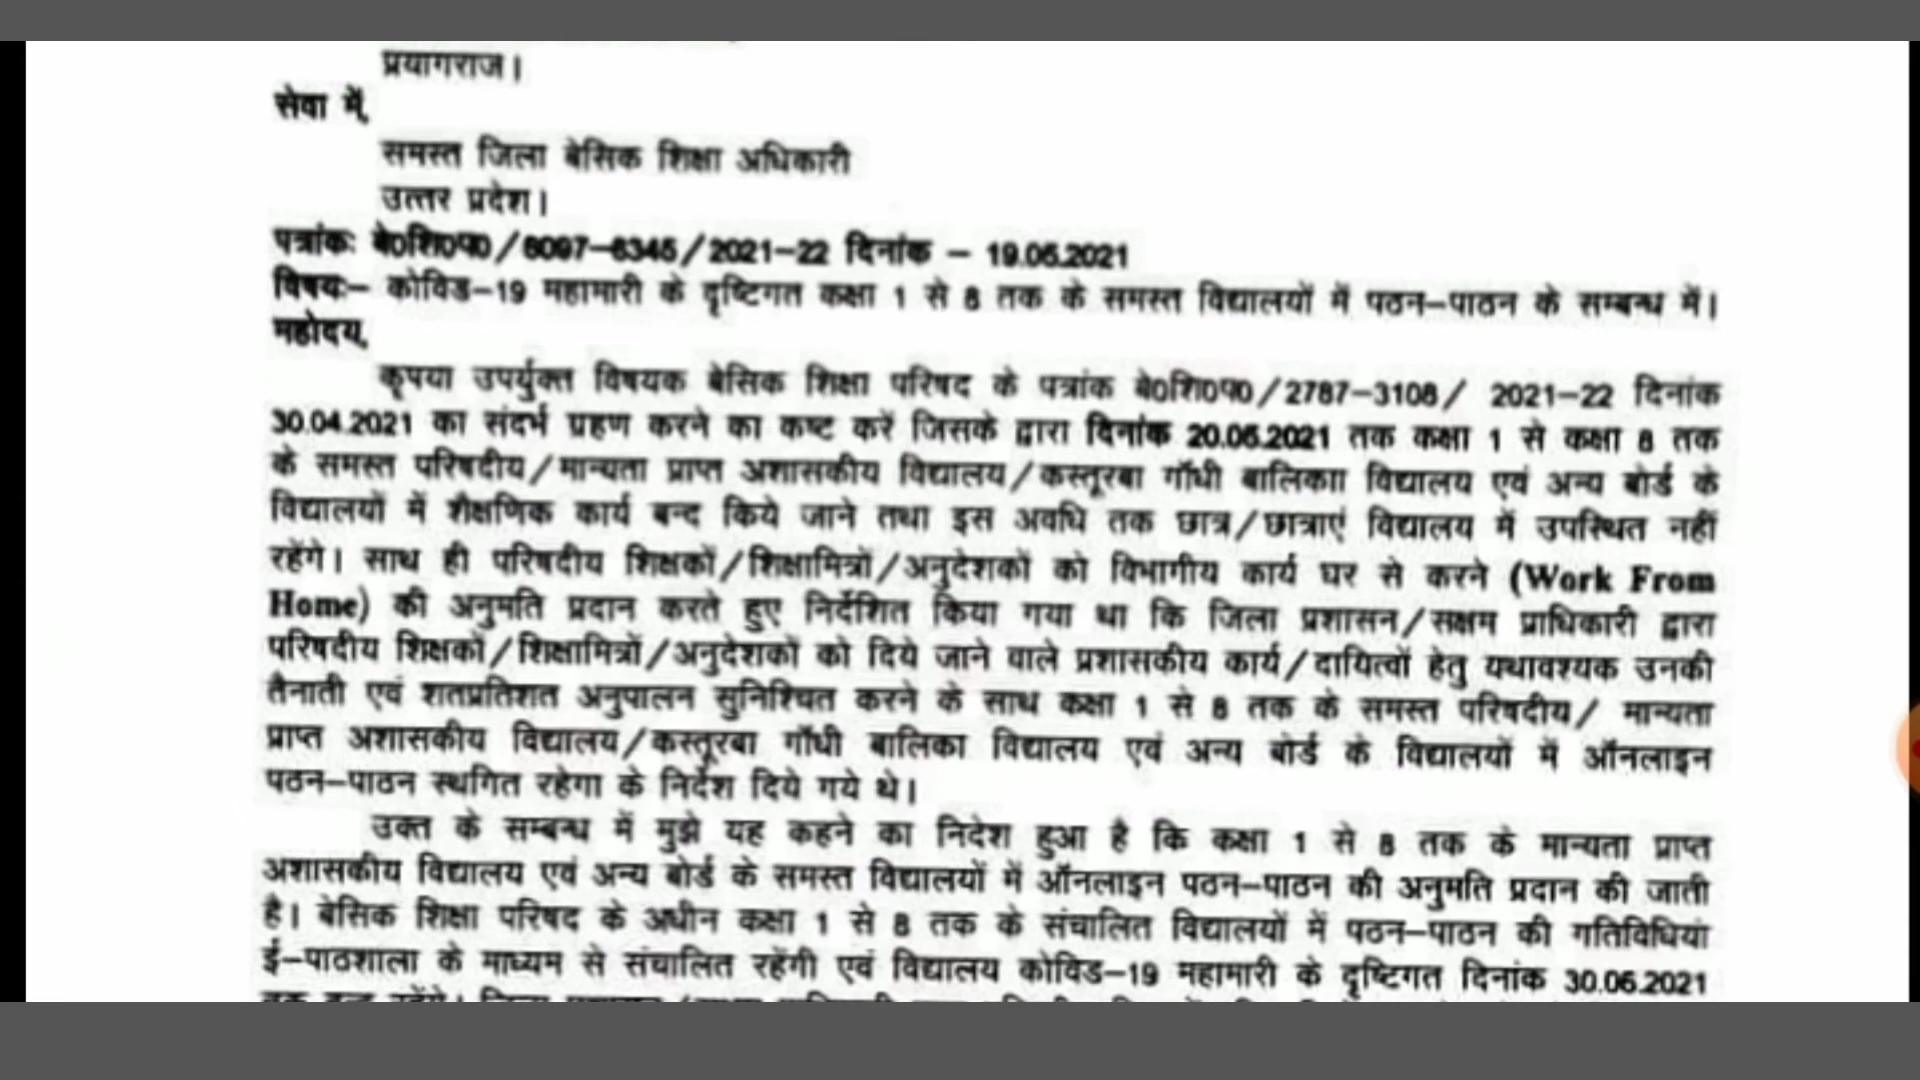 प्रयागराज।
सेवा में,
समस्त जिला बेसिक शिक्षा अधिकारी
उत्तर प्रदेश।
पत्रांकः बे0शि0प0/6097–6345/2021–22 दिनांक – 19.05.2021
विषयः– कोविड–19 महामारी के दृष्टिगत कक्षा 1 से 8 तक के समस्त विद्यालयों में पठन–पाठन के सम्बन्ध में।
महोदय,
कृपया उपर्युक्त विषयक बेसिक शिक्षा परिषद के पत्रांक बे0शि0प0/2787–3108/ 2021–22 दिनांक
30.04.2021 का संदर्भ ग्रहण करने का कष्ट करें जिसके द्वारा दिनांक 20.05.2021 तक कक्षा 1 से कक्षा 8 तक
के समस्त परिषदीय/मान्यता प्राप्त अशासकीय विद्यालय/कस्तूरबा गॉंधी बालिकाा विद्यालय एवं अन्य बोर्ड के
विद्यालयों में शैक्षणिक कार्य बन्द किये जाने तथा इस अवधि तक छात्र/छात्राएं विद्यालय में उपस्थित नहीं
रहेंगे। साथ ही परिषदीय शिक्षकों/शिक्षामित्रों/अनुदेशकों को विभागीय कार्य घर से करने (Work From
Home) की अनुमति प्रदान करते हुए निर्देशित किया गया था कि जिला प्रशासन/सक्षम प्राधिकारी द्वारा
परिषदीय शिक्षकों/शिक्षामित्रों/अनुदेशकों को दिये जाने वाले प्रशासकीय कार्य/दायित्वों हेतु यथावश्यक उनकी
तैनाती एवं शतप्रतिशत अनुपालन सुनिश्चित करने के साथ कक्षा 1 से 8 तक के समस्त परिषदीय/ मान्यता
प्राप्त अशासकीय विद्यालय/कस्तूरबा गॉंधी बालिका विद्यालय एवं अन्य बोर्ड के विद्यालयों में ऑनलाइन
पठन–पाठन स्थगित रहेगा के निर्देश दिये गये थे।
उक्त के सम्बन्ध में मुझे यह कहने का निदेश हुआ है कि कक्षा 1 से 8 तक के मान्यता प्राप्त
अशासकीय विद्यालय एवं अन्य बोर्ड के समस्त विद्यालयों में ऑनलाइन पठन–पाठन की अनुमति प्रदान की जाती
है। बेसिक शिक्षा परिषद के अधीन कक्षा 1 से 8 तक के संचालित विद्यालयों में पठन–पाठन की गतिविधियां
ई–पाठशाला के माध्यम से संचालित रहेंगी एवं विद्यालय कोविड–19 महामारी के दृष्टिगत दिनांक 30.06.2021